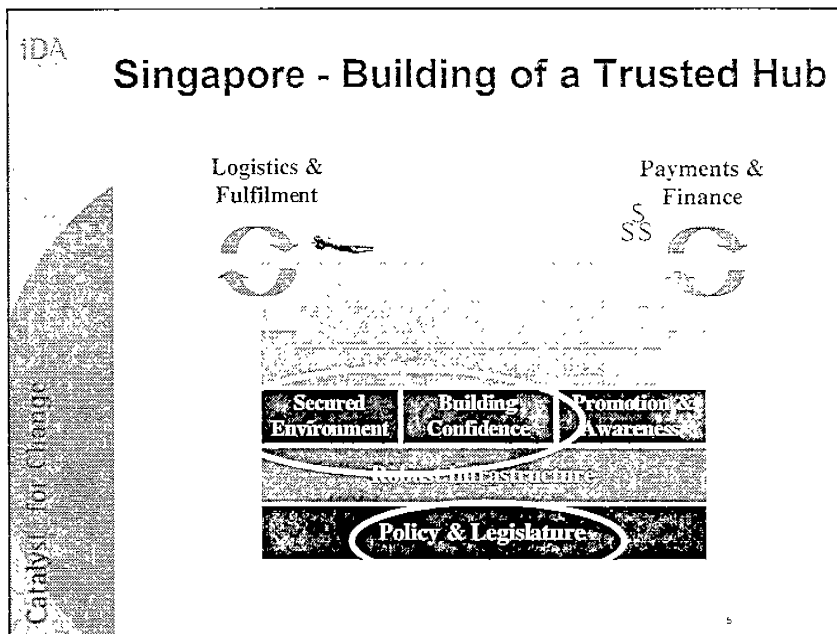 iDA
Singapore - Building of a Trusted Hub
Logistics &
Fulfilment
Payments &
Finance
$
$$
Secured
Environment
Building
Confidence
Promotion &
Awareness
Robust Infrastructure
Policy & Legislature
Catalyst for Change
5